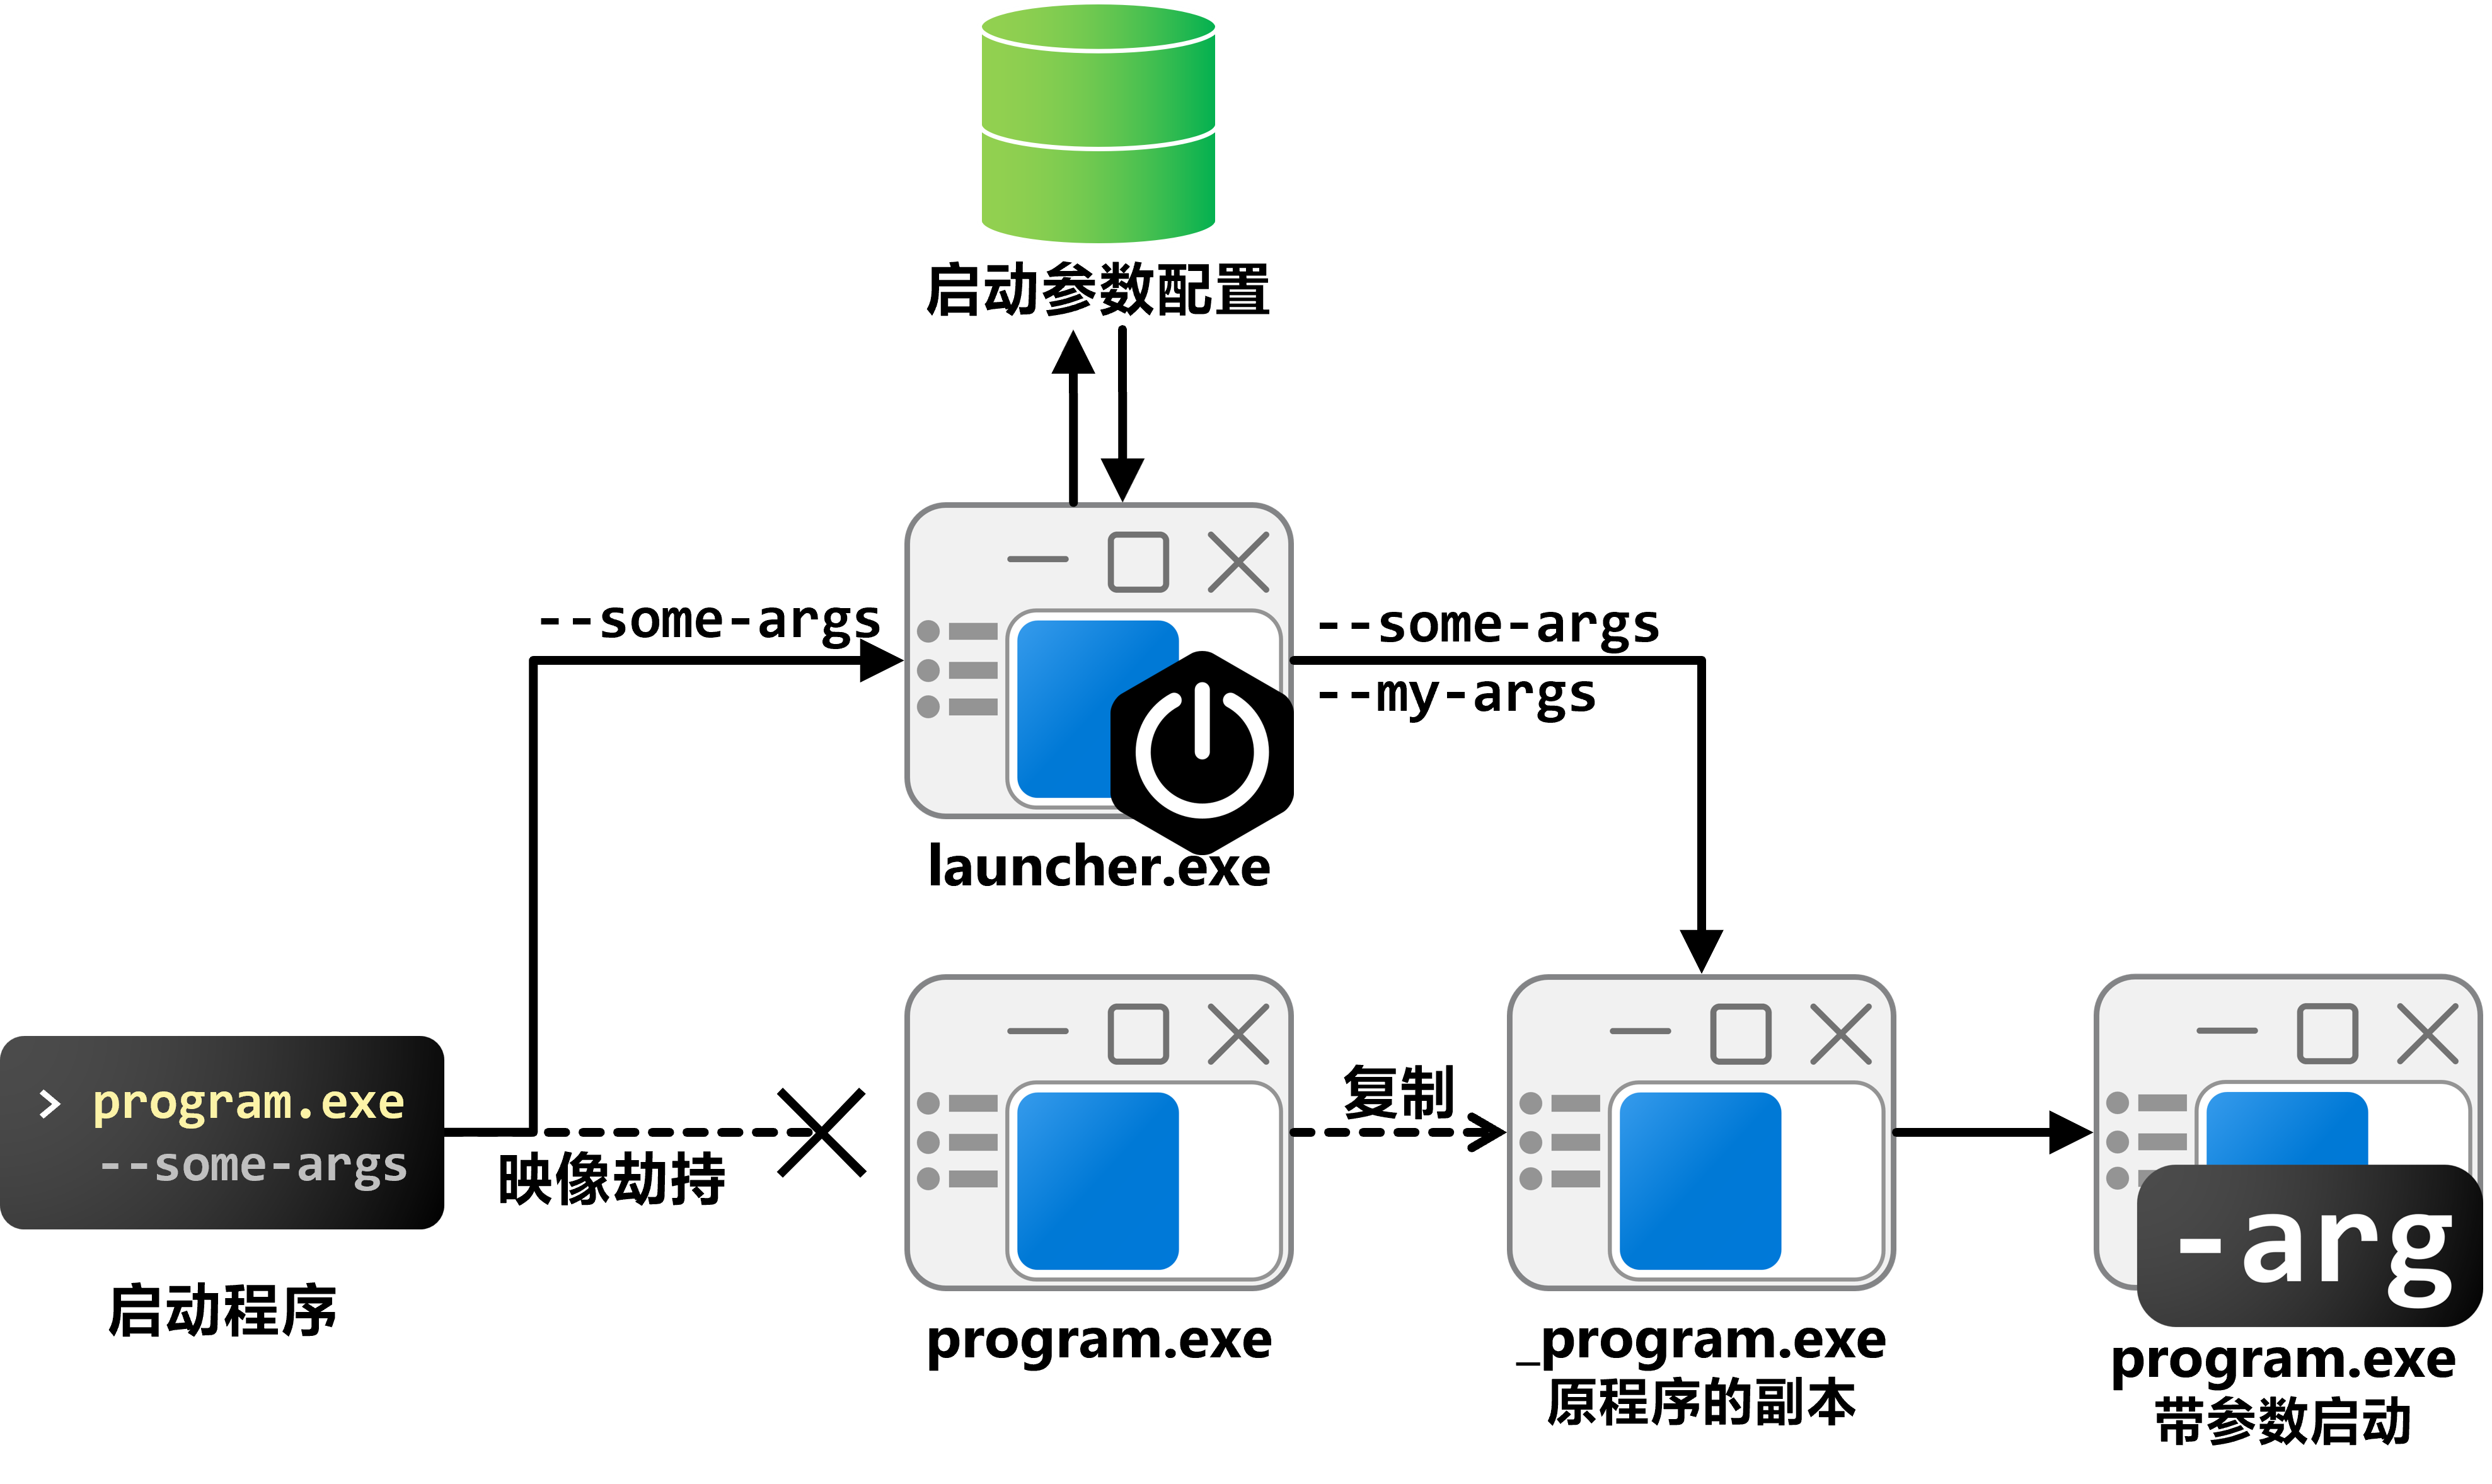 启动参数配置
--some-args
--some-args
--my-args
launcher.exe
> program.exe
--some-args
映像劫持
复制
-arg
启动程序
program.exe
_program.exe
原程序的副本
program.exe
带参数启动